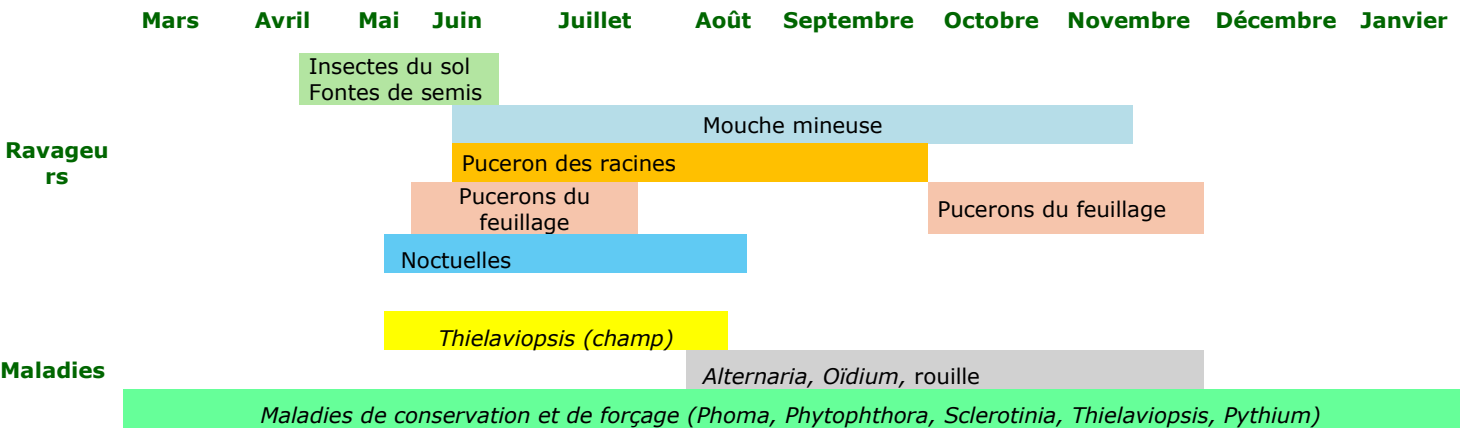 Mars Avril Mai Juin Juillet Août Septembre Octobre Novembre Décembre Janvier
Insectes du sol
Fontes de semis
Mouche mineuse
Ravageu
rs
Puceron des racines
Pucerons du
feuillage
Pucerons du feuillage
Noctuelles
Thielaviopsis (champ)
Maladies
Alternaria, Oïdium, rouille
Maladies de conservation et de forçage (Phoma, Phytophthora, Sclerotinia, Thielaviopsis, Pythium)